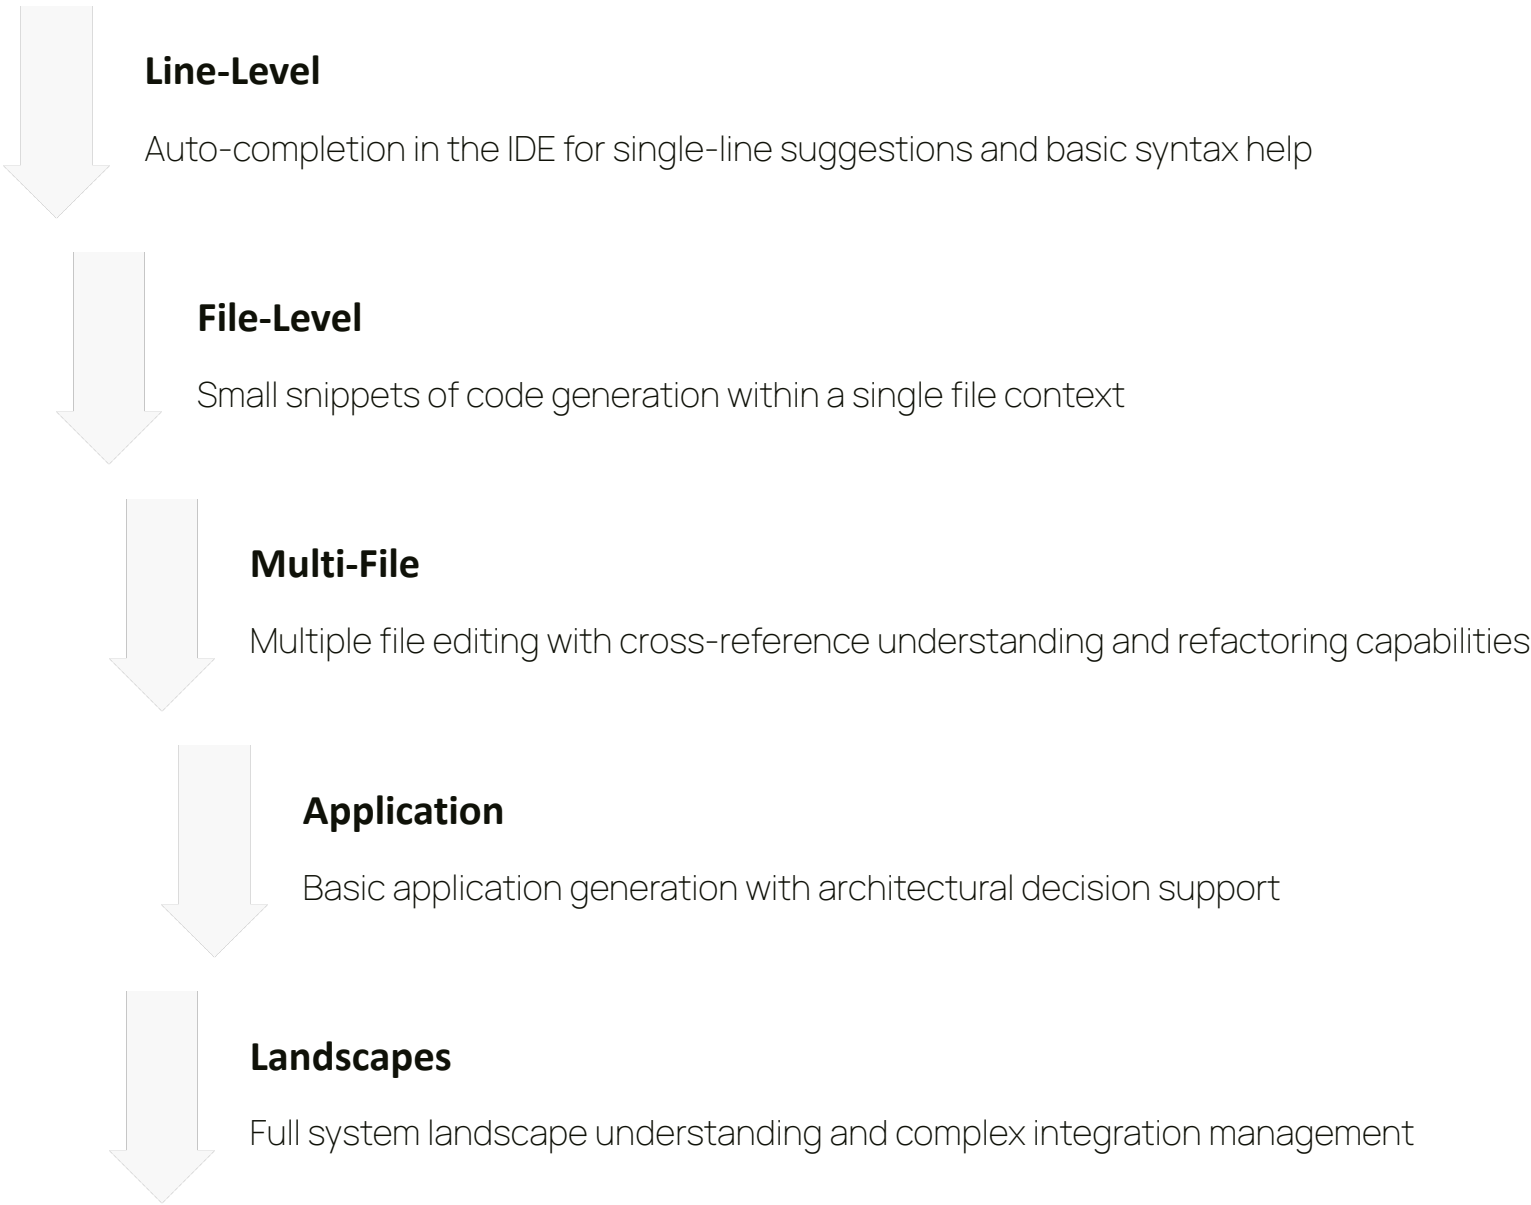 Line-Level
Auto-completion in the IDE for single-line suggestions and basic syntax help
File-Level
Small snippets of code generation within a single file context
Multi-File
Multiple file editing with cross-reference understanding and refactoring capabilities
Application
Basic application generation with architectural decision support
Landscapes
Full system landscape understanding and complex integration management